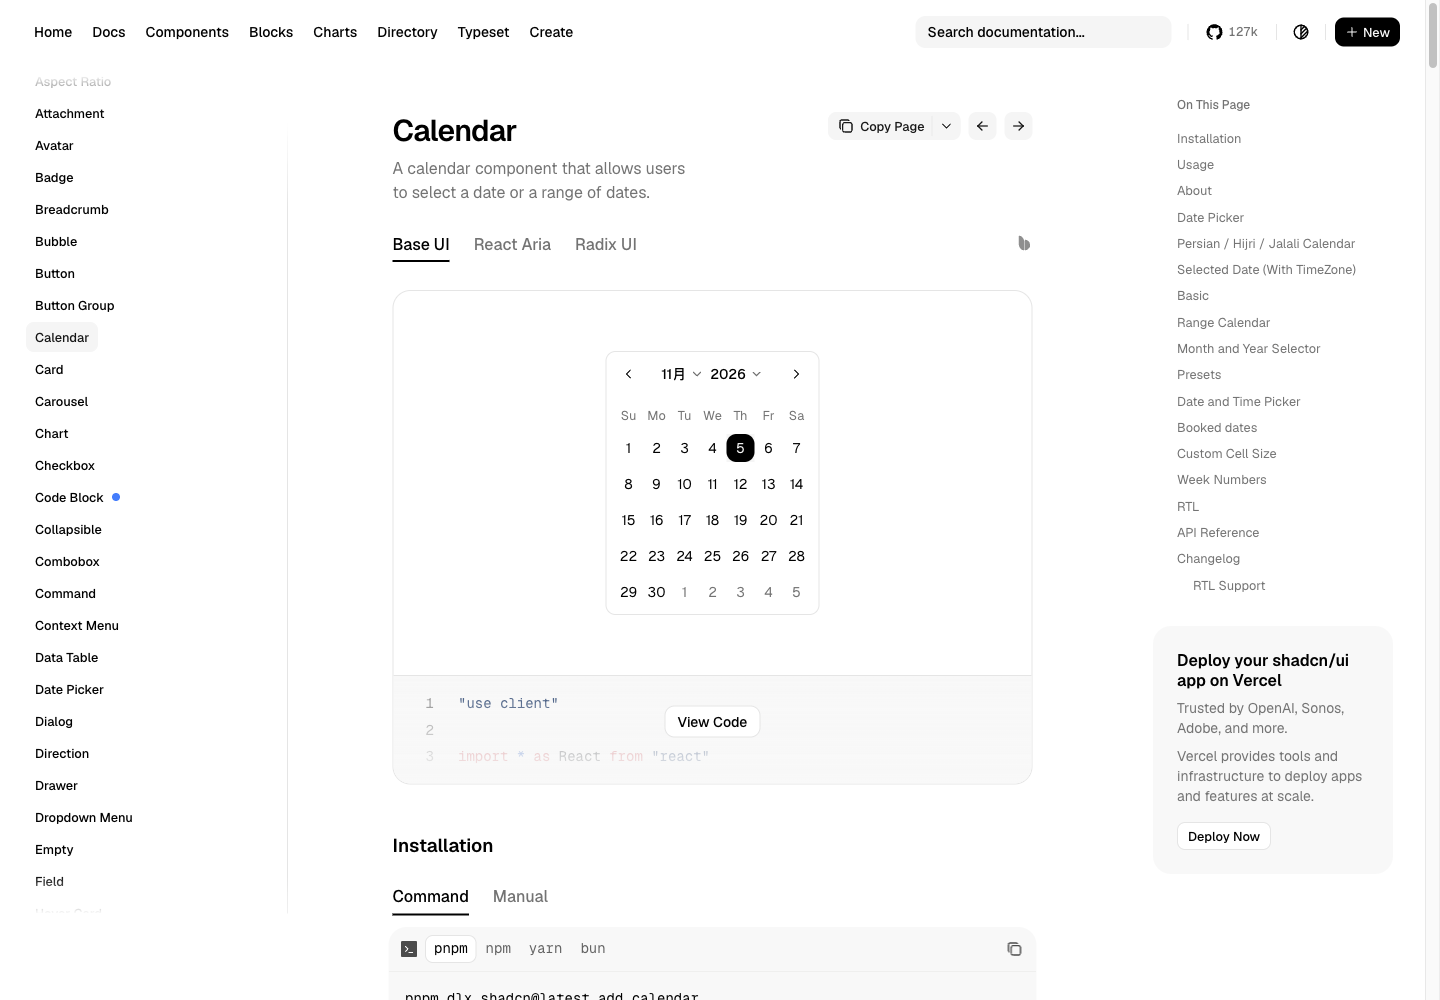 Home Docs Components Blocks Charts Directory Typeset Create
Search documentation...
127k
New
Aspect Ratio
Attachment
Avatar
Badge
Breadcrumb
Bubble
Button
Button Group
Calendar
Card
Carousel
Chart
Checkbox
Code Block
Collapsible
Combobox
Command
Context Menu
Data Table
Date Picker
Dialog
Direction
Drawer
Dropdown Menu
Empty
Field
Hover Card
Calendar
Copy Page
A calendar component that allows users
to select a date or a range of dates.
Base UI React Aria Radix UI
11月 2026
Su Mo Tu We Th Fr Sa
1 2 3 4 5 6 7
8 9 10 11 12 13 14
15 16 17 18 19 20 21
22 23 24 25 26 27 28
29 30 1 2 3 4 5
1 "use client"
2
View Code
3 import * as React from "react"
Installation
Command Manual
pnpm npm yarn bun
pnpm dlx shadcn@latest add calendar
On This Page
Installation
Usage
About
Date Picker
Persian / Hijri / Jalali Calendar
Selected Date (With TimeZone)
Basic
Range Calendar
Month and Year Selector
Presets
Date and Time Picker
Booked dates
Custom Cell Size
Week Numbers
RTL
API Reference
Changelog
RTL Support
Deploy your shadcn/ui
app on Vercel
Trusted by OpenAI, Sonos,
Adobe, and more.
Vercel provides tools and
infrastructure to deploy apps
and features at scale.
Deploy Now